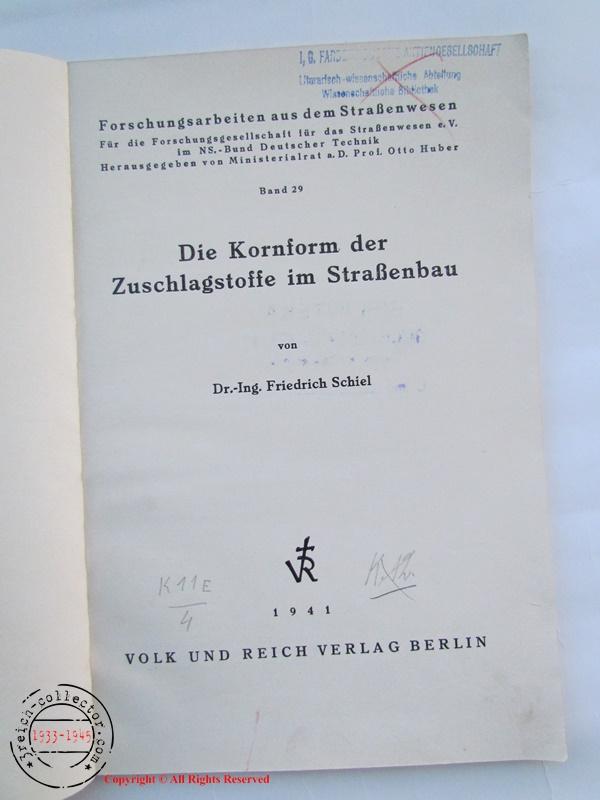 I. G. FARB AKTIENGESELLSCHAFT
Literarisch-wissenschaftliche Abteilung
Wissenschaftliche Bibliothek
Forschungsarbeiten aus dem Straßenwesen
Für die Forschungsgesellschaft für das Straßenwesen e. V.
im NS.-Bund Deutscher Technik
Herausgegeben von Ministerialrat a. D. Prof. Otto Huber
Band 29
Die Kornform der
Zuschlagstoffe im Straßenbau
von
Dr.-Ing. Friedrich Schiel
VR
K 11 E
4
1941
VOLK UND REICH VERLAG BERLIN
3reich-collector.com
1933-1945
Copyright © All Rights Reserved